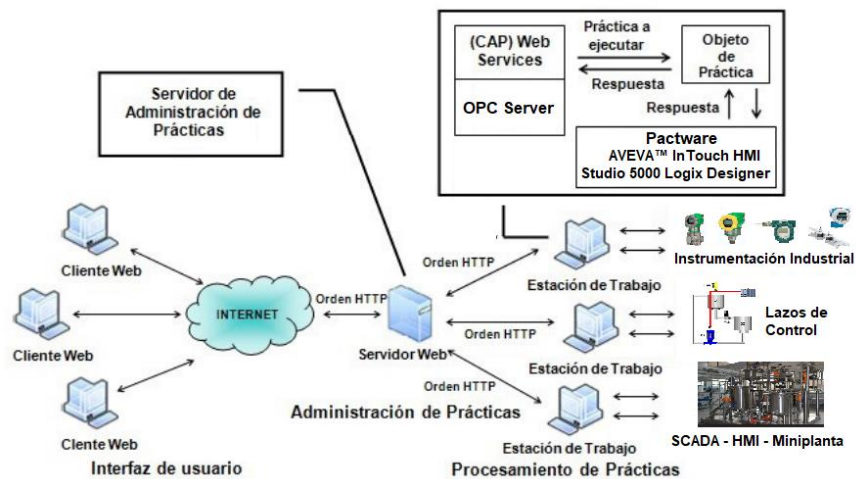 (CAP) Web
Services
OPC Server
Práctica a
ejecutar
Respuesta
Objeto
de
Práctica
Respuesta
Pactware
AVEVA™ InTouch HMI
Studio 5000 Logix Designer
Servidor de
Administración de
Prácticas
Cliente Web
Cliente Web
Clente Web
INTERNET
Orden HTTP
Servidor Web
Orden HTTP
Orden HTTP
Orden HTTP
Estación de Trabajo
Estación de Trabajo
Estación de Trabajo
Instrumentación Industrial
Lazos de
Control
SCADA - HMI - Miniplanta
Interfaz de usuario
Administración de Prácticas
Procesamiento de Prácticas